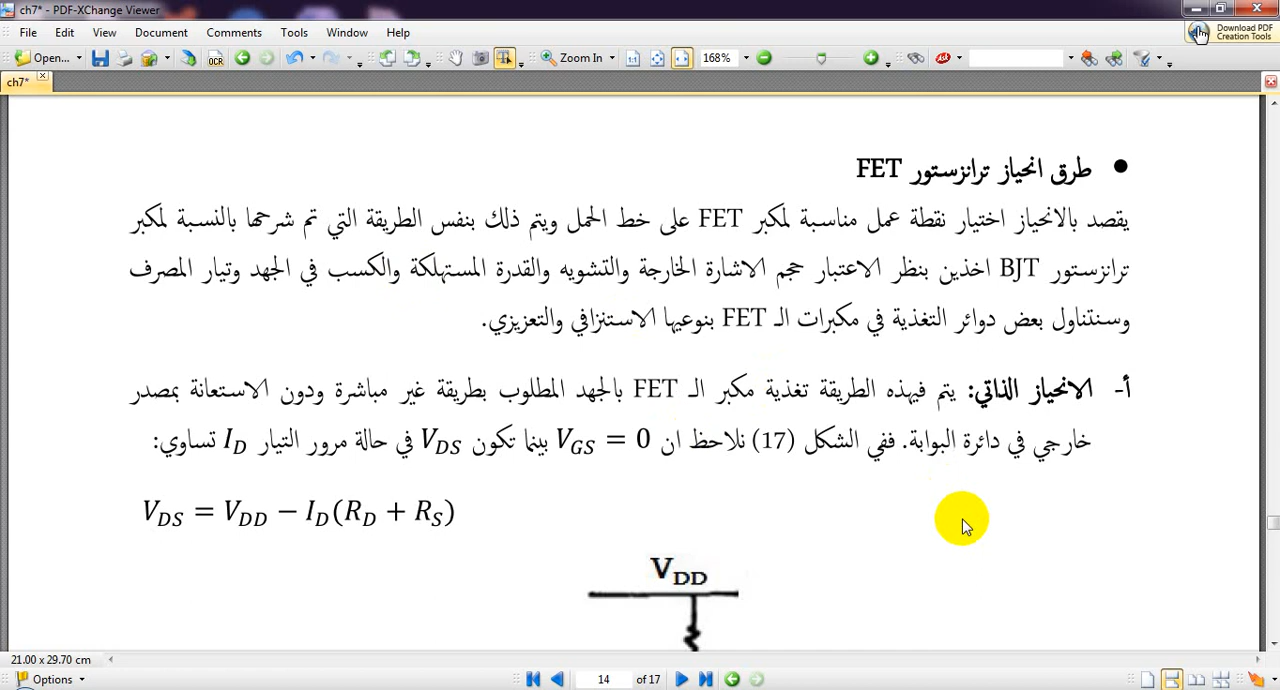 ch7* - PDF-XChange Viewer
File Edit View Document Comments Tools Window Help
Download PDF
Creation Tools
Open... OCR Zoom In 168%
ch7*
• طرق انحياز ترانزستور FET
يقصد بالانحياز اختيار نقطة عمل مناسبة لمكبر FET على خط الحمل ويتم ذلك بنفس الطريقة التي تم شرحها بالنسبة لمكبر
ترانزستور BJT اخذين بنظر الاعتبار حجم الاشارة الخارجة والتشويه والقدرة المستهلكة والكسب في الجهد وتيار المصرف
وسنتناول بعض دوائر التغذية في مكبرات الـ FET بنوعيها الاستنزافي والتعزيزي.
أ- الانحياز الذاتي: يتم فيهذه الطريقة تغذية مكبر الـ FET بالجهد المطلوب بطريقة غير مباشرة ودون الاستعانة بمصدر
خارجي في دائرة البوابة. ففي الشكل (17) نلاحظ ان V_GS = 0 بينما تكون V_DS في حالة مرور التيار I_D تساوي:
V_DS = V_DD − I_D(R_D + R_S)
V_DD
21.00 x 29.70 cm
Options 14 of 17